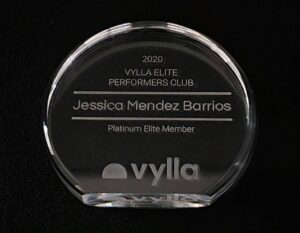 2020
VYLLA ELITE
PERFORMERS CLUB
Jessica Mendez Barrios
Platinum Elite Member
vylla